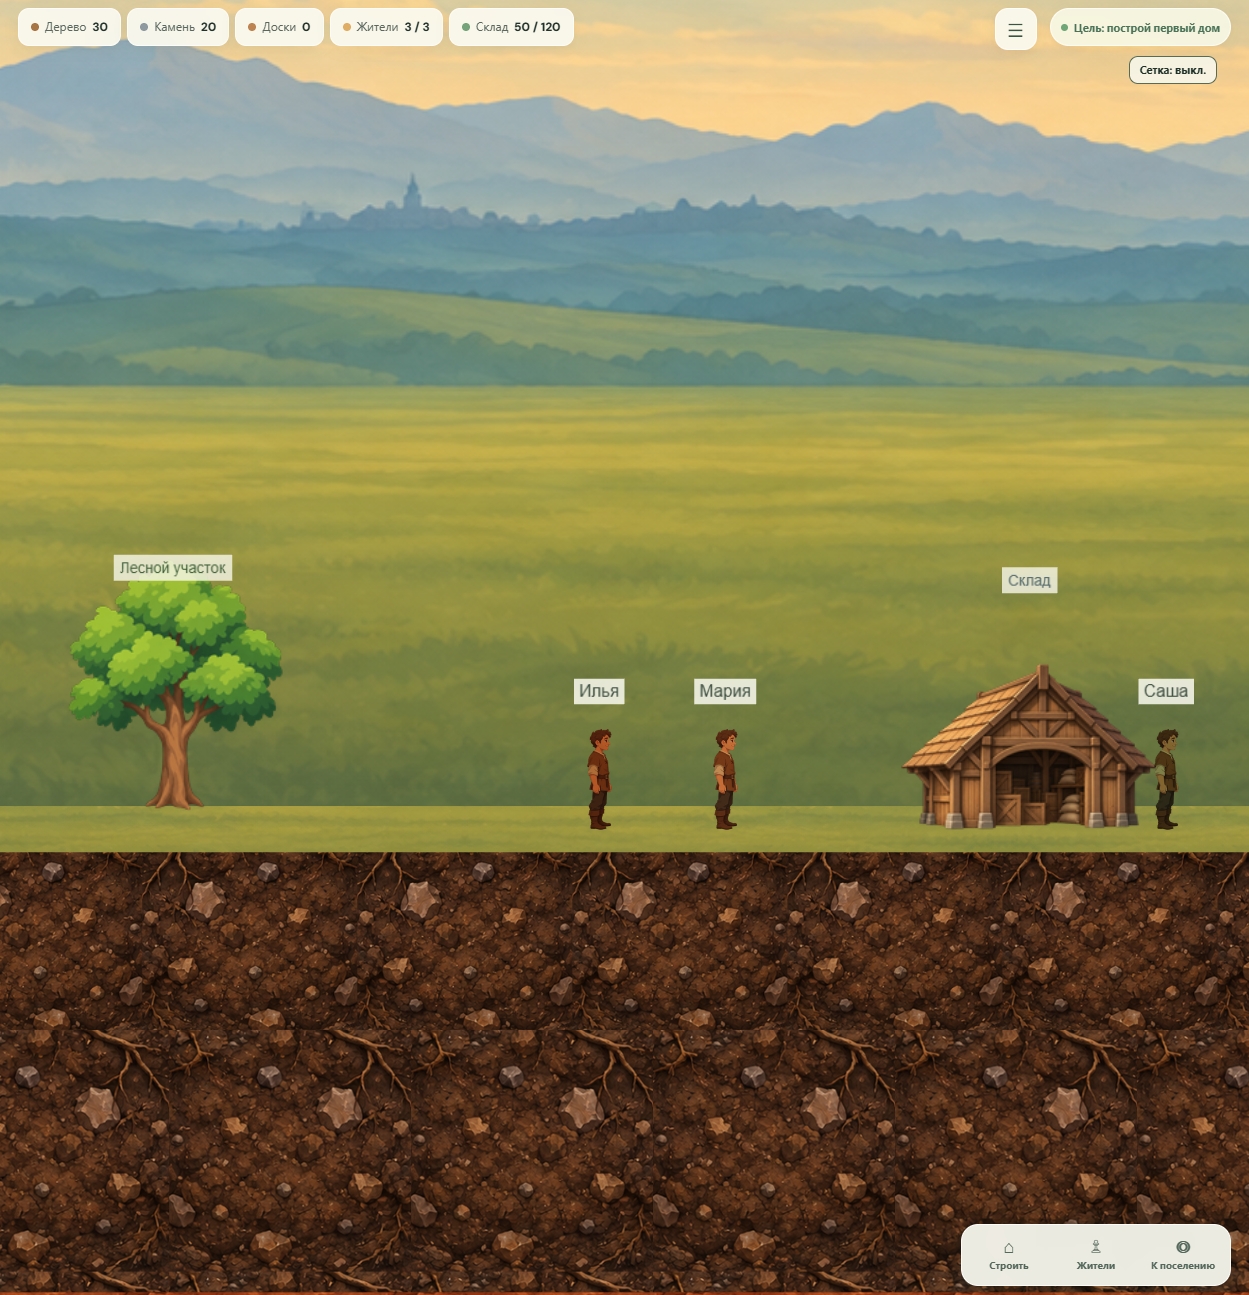 Дерево 30
Камень 20
Доски 0
Жители 3 / 3
Склад 50 / 120
Цель: построй первый дом
Сетка: выкл.
Лесной участок
Склад
Илья
Мария
Саша
Строить
Жители
К поселению